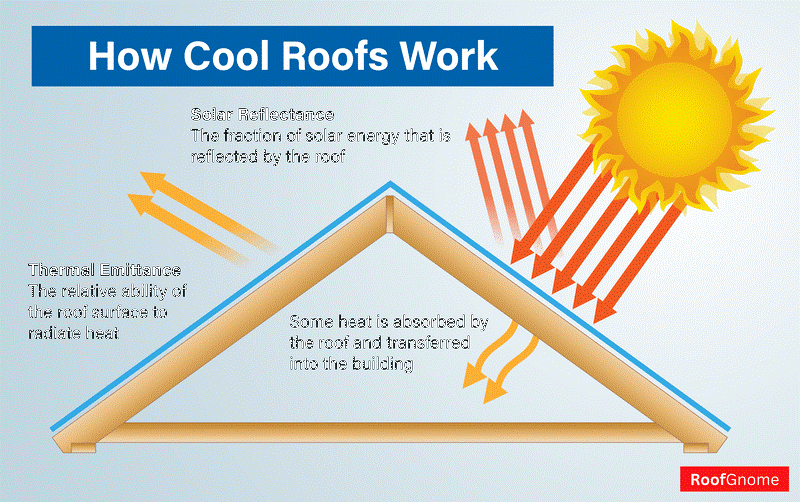 How Cool Roofs Work
Solar Reflectance
The fraction of solar energy that is
reflected by the roof
Thermal Emittance
The relative ability of
the roof surface to
radiate heat
Some heat is absorbed by
the roof and transferred
into the building
RoofGnome